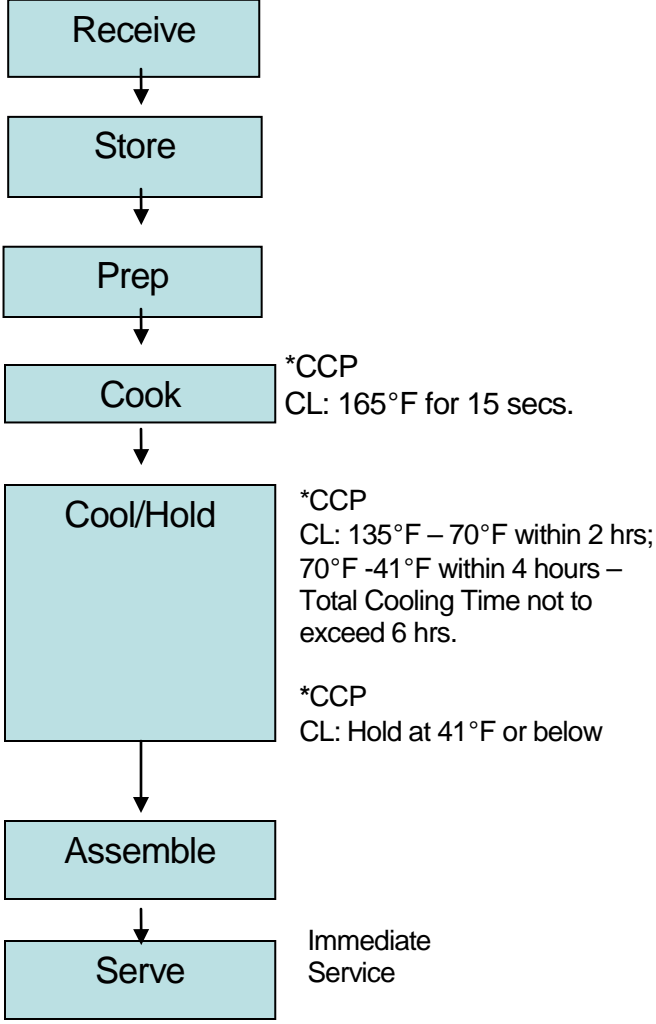 Receive
Store
Prep
Cook
*CCP
CL: 165°F for 15 secs.
Cool/Hold
*CCP
CL: 135°F – 70°F within 2 hrs;
70°F -41°F within 4 hours –
Total Cooling Time not to
exceed 6 hrs.
*CCP
CL: Hold at 41°F or below
Assemble
Serve
Immediate
Service